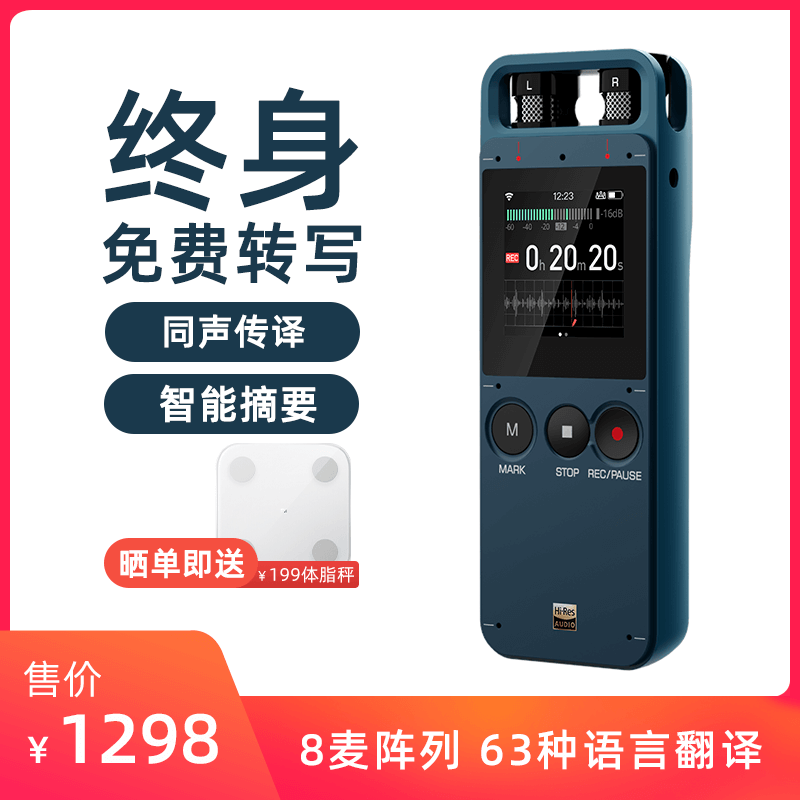 终身
免费转写
同声传译
智能摘要
晒单即送
¥199体脂秤
L
R
12:23
-16dB
-60 -40 -20 -12 -4 0
REC 0h 20m 20s
M
MARK
STOP
REC/PAUSE
Hi-Res
AUDIO
售价
¥1298
8麦阵列 63种语言翻译